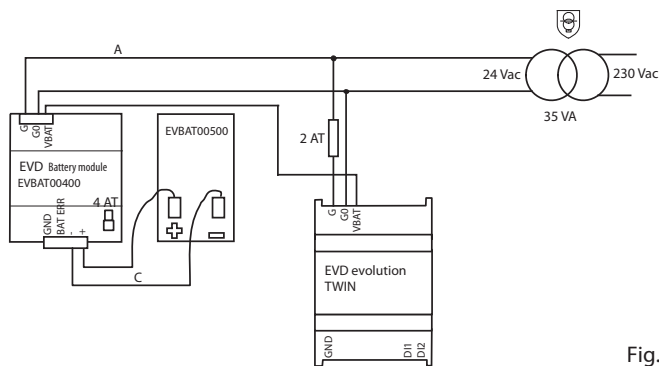 A
24 Vac
230 Vac
35 VA
2 AT
G
G0
VBAT
EVD Battery module
EVBAT00400
4 AT
GND
BAT ERR
-
+
EVBAT00500
C
G
G0
VBAT
EVD evolution
TWIN
GND
DI1
DI2
Fig.